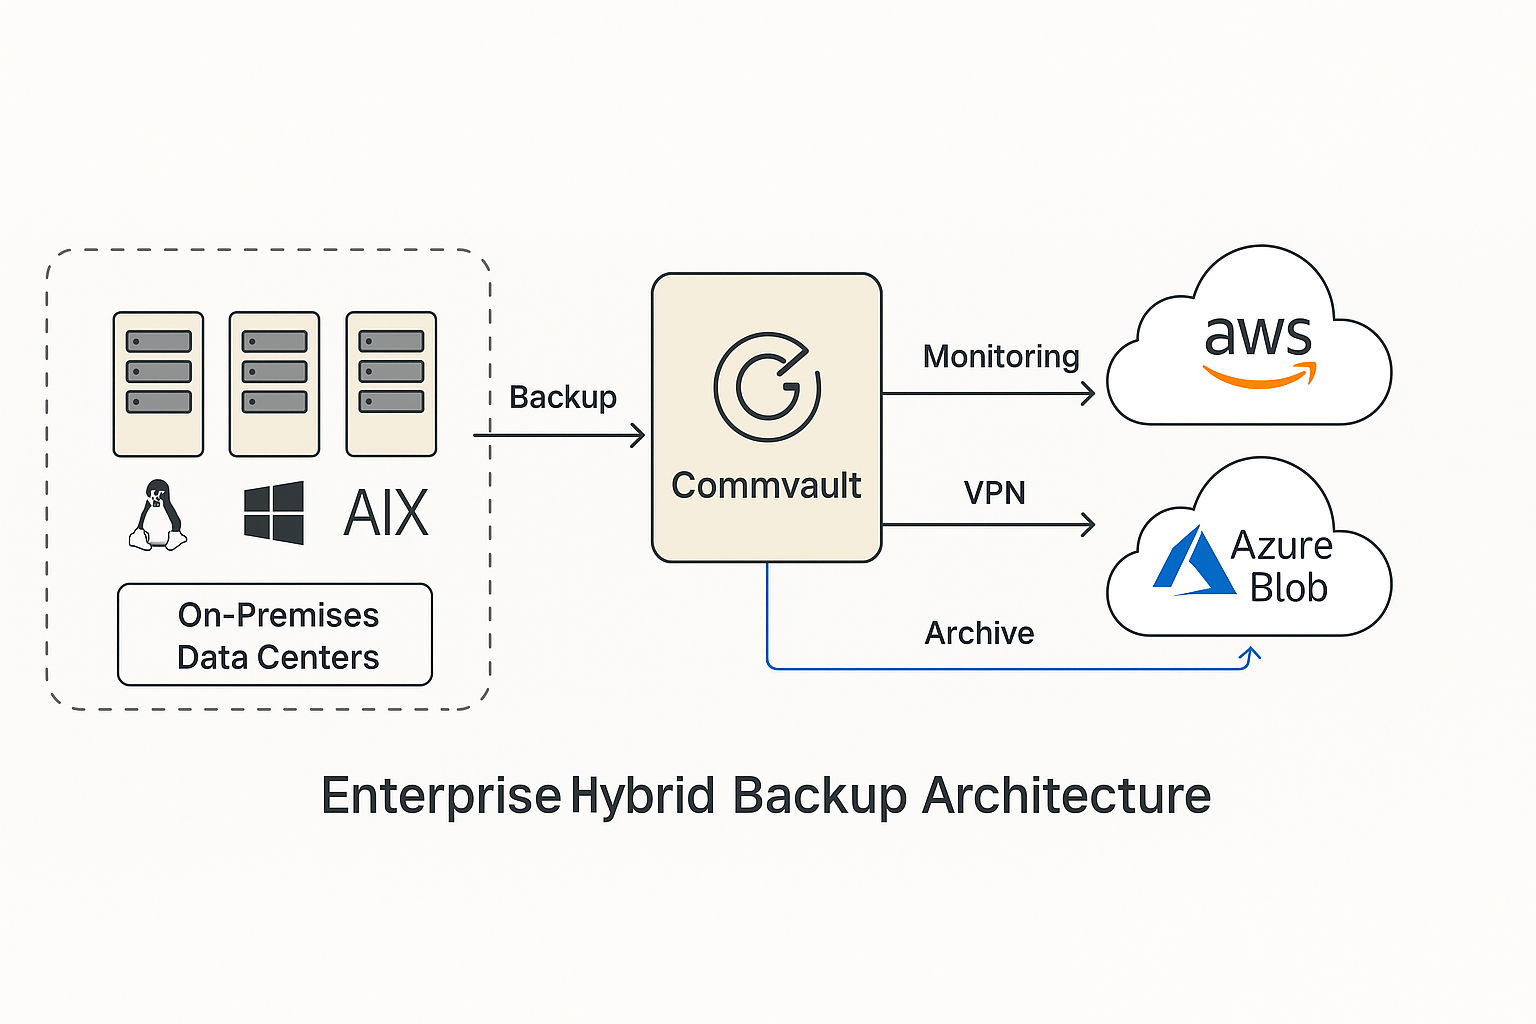 AIX
On-Premises
Data Centers
Backup
Commvault
Monitoring
VPN
Archive
aws
Azure
Blob
Enterprise Hybrid Backup Architecture